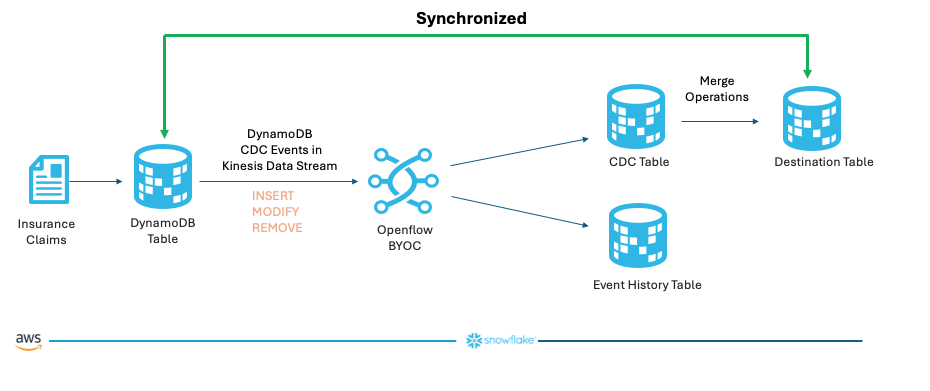 Synchronized
Merge
Operations
DynamoDB
CDC Events in
Kinesis Data Stream
CDC Table
Destination Table
INSERT
MODIFY
REMOVE
Insurance
Claims
DynamoDB
Table
Openflow
BYOC
Event History Table
aws
snowflake